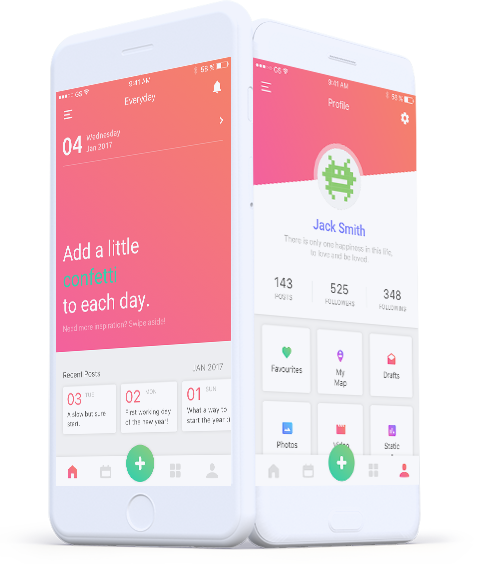 GS
9:41 AM
55 %
Everyday
04
Wednesday
Jan 2017
Add a little
confett
to each day.
Need more inspiration? Swipe aside!
Recent Posts
JAN 2017
03 TUE
A slow but sure
start.
02 MON
First working day
of the new year!
01 SUN
What a way to
start the year
GS
9:41 AM
55 %
Profile
Jack Smith
There is only one happiness in this life,
to love and be loved
143
POSTS
525
FOLLOWERS
348
FOLLOWING
Favourites
My
Map
Drafts
Photos
Video
Static